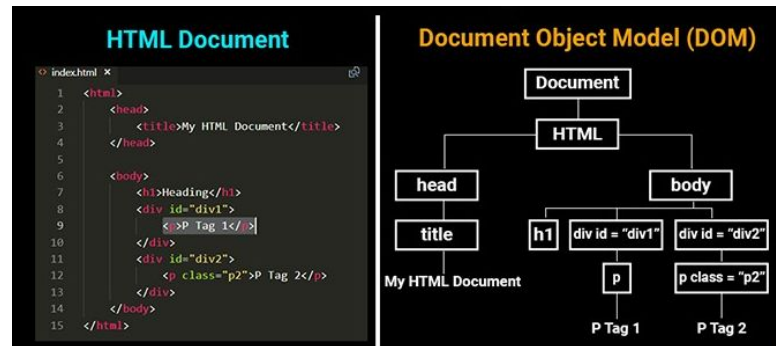 HTML Document
index.html ×
1 <html>
2 <head>
3 <title>My HTML Document</title>
4 </head>
5
6 <body>
7 <h1>Heading</h1>
8 <div id="div1">
9 <p>P Tag 1</p>
10 </div>
11 <div id="div2">
12 <p class="p2">P Tag 2</p>
13 </div>
14 </body>
15 </html>
Document Object Model (DOM)
Document
HTML
head body
title h1 div id = “div1” div id = “div2”
My HTML Document p p class = “p2”
P Tag 1 P Tag 2